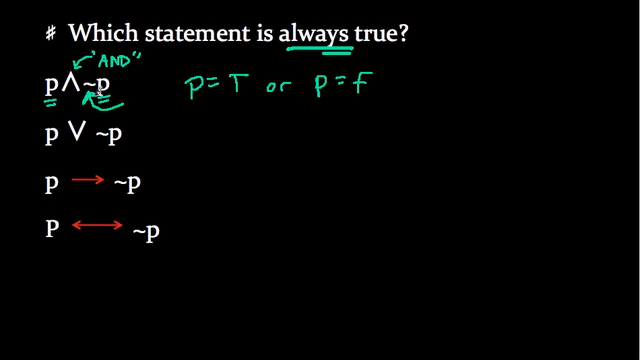 # Which statement is always true?
"AND"
p ∧ ~p p = T or p = F
p ∨ ~p
p → ~p
P ↔ ~p